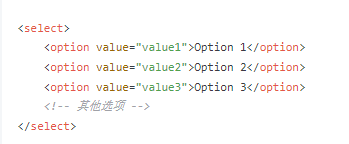 <select>
<option value="value1">Option 1</option>
<option value="value2">Option 2</option>
<option value="value3">Option 3</option>
<!-- 其他选项 -->
</select>